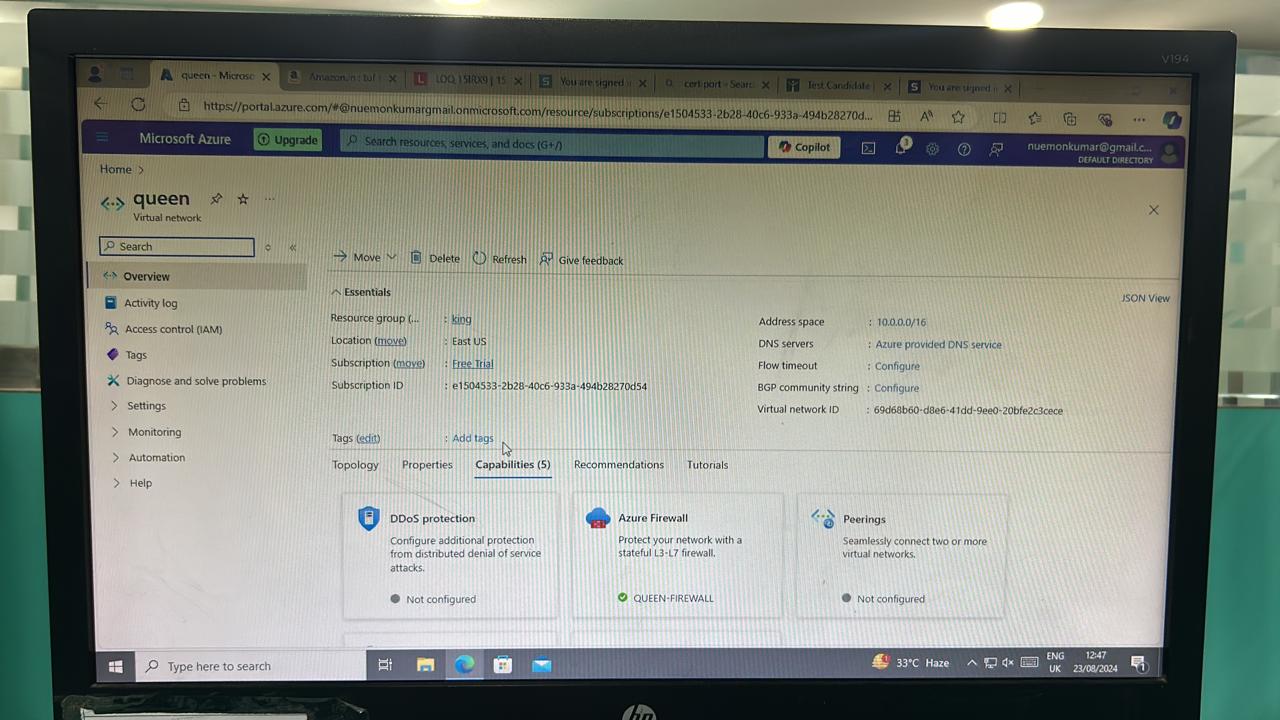 V194
queen - Microso
Amazon.in : tuf
LOQ 15IRX9 | 15
You are signed
certiport - Searc
Test Candidate
You are signed
https://portal.azure.com/#@nuemonkumargmail.onmicrosoft.com/resource/subscriptions/e1504533-2b28-40c6-933a-494b28270d...
Microsoft Azure
Upgrade
Search resources, services, and docs (G+/)
Copilot
nuemonkumar@gmail.c...
DEFAULT DIRECTORY
Home >
queen
Virtual network
Search
Move
Delete
Refresh
Give feedback
Overview
Activity log
Access control (IAM)
Tags
Diagnose and solve problems
Settings
Monitoring
Automation
Help
Essentials
JSON View
Resource group (... : king
Location (move) : East US
Subscription (move) : Free Trial
Subscription ID : e1504533-2b28-40c6-933a-494b28270d54
Address space : 10.0.0.0/16
DNS servers : Azure provided DNS service
Flow timeout : Configure
BGP community string : Configure
Virtual network ID : 69d68b60-d8e6-41dd-9ee0-20bfe2c3cece
Tags (edit) : Add tags
Topology
Properties
Capabilities (5)
Recommendations
Tutorials
DDoS protection
Configure additional protection
from distributed denial of service
attacks.
Not configured
Azure Firewall
Protect your network with a
stateful L3-L7 firewall.
QUEEN-FIREWALL
Peerings
Seamlessly connect two or more
virtual networks.
Not configured
Type here to search
33°C Haze
ENG
UK
12:47
23/08/2024
hp